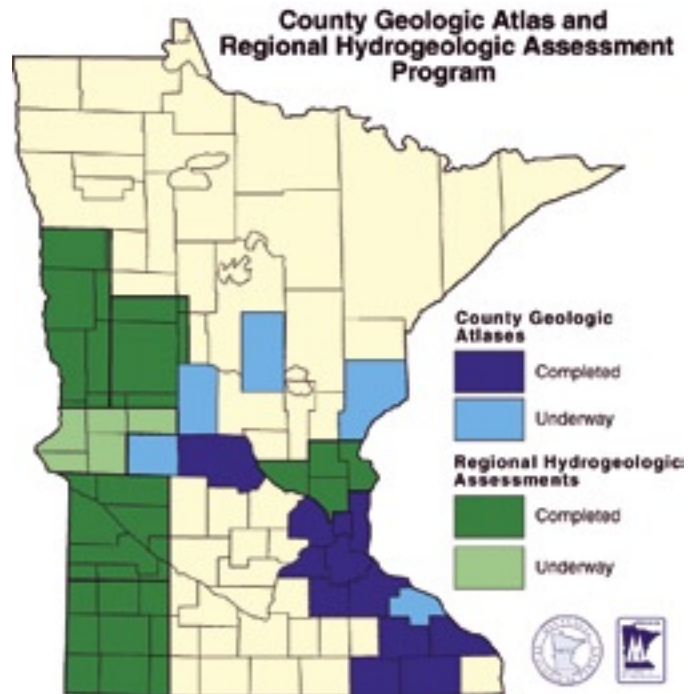 County Geologic Atlas and
Regional Hydrogeologic Assessment
Program
County Geologic
Atlases
Completed
Underway
Regional Hydrogeologic
Assessments
Completed
Underway